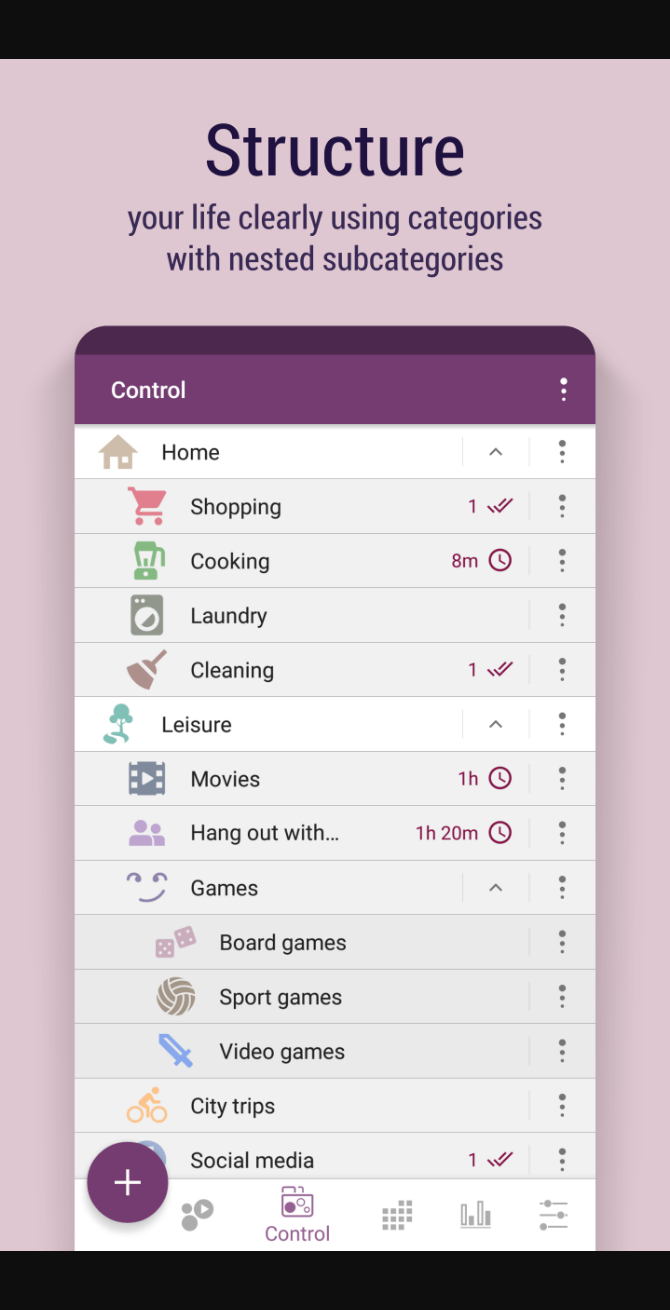 Structure
your life clearly using categories
with nested subcategories
Control
Home
Shopping 1
Cooking 8m
Laundry
Cleaning 1
Leisure
Movies 1h
Hang out with... 1h 20m
Games
Board games
Sport games
Video games
City trips
Social media 1
Control